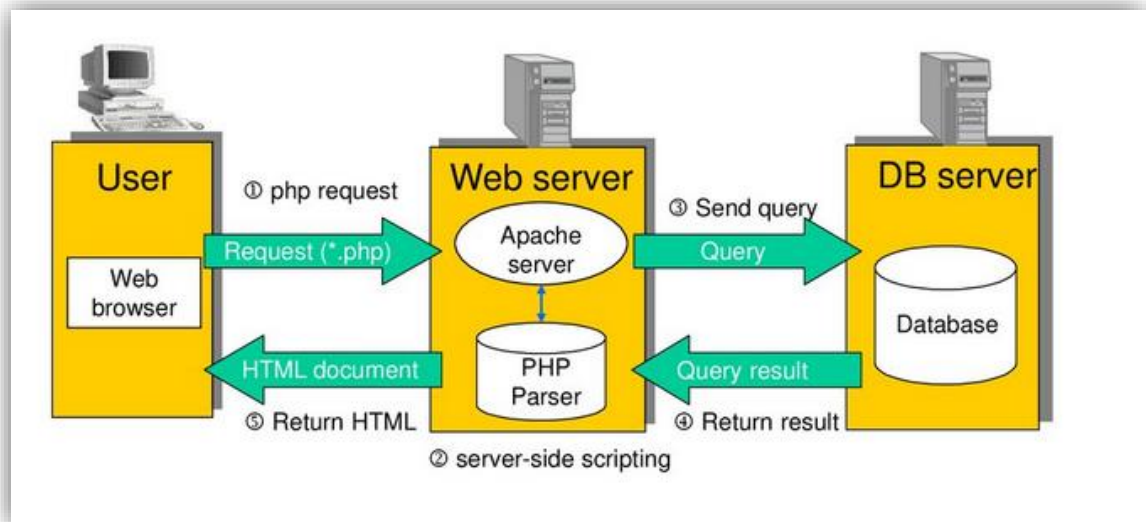 User
Web server
DB server
① php request
③ Send query
Request (*.php)
Apache
server
Query
Web
browser
Database
HTML document
PHP
Parser
Query result
⑤ Return HTML
④ Return result
② server-side scripting